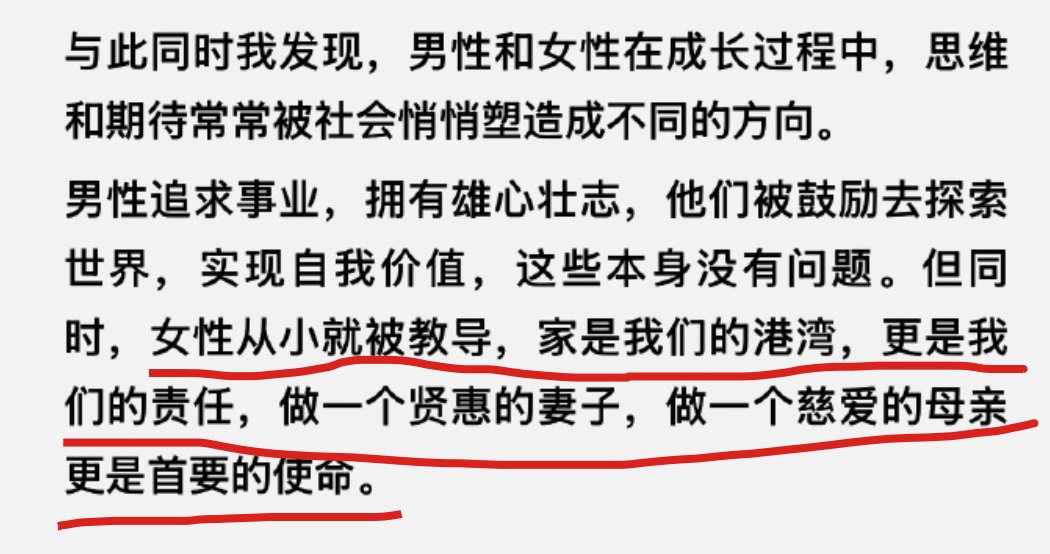 与此同时我发现，男性和女性在成长过程中，思维
和期待常常被社会悄悄塑造成不同的方向。
男性追求事业，拥有雄心壮志，他们被鼓励去探索
世界，实现自我价值，这些本身没有问题。但同
时，女性从小就被教导，家是我们的港湾，更是我
们的责任，做一个贤惠的妻子，做一个慈爱的母亲
更是首要的使命。